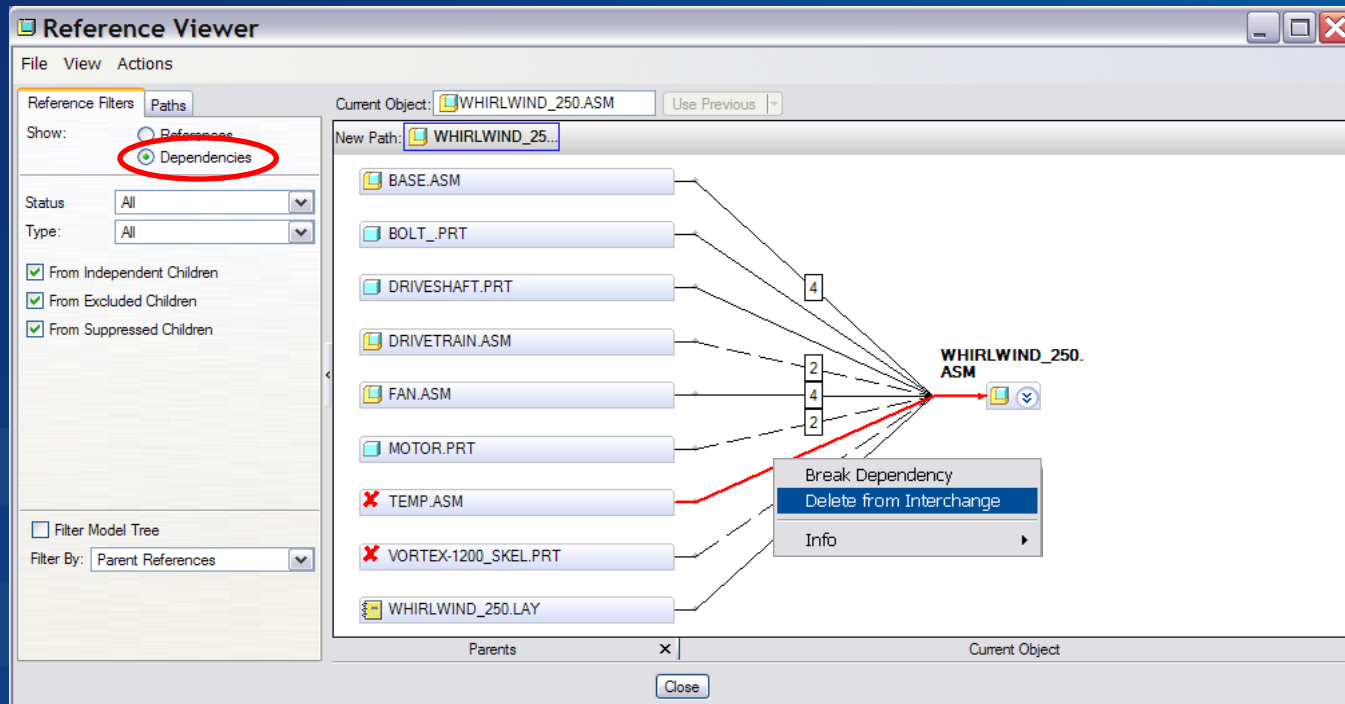 Reference Viewer
File View Actions
Reference Filters Paths
Current Object: WHIRLWIND_250.ASM Use Previous
Show: References
Dependencies
New Path: WHIRLWIND_25...
Status All
Type: All
From Independent Children
From Excluded Children
From Suppressed Children
Filter Model Tree
Filter By: Parent References
BASE.ASM
BOLT_.PRT
DRIVESHAFT.PRT
4
DRIVETRAIN.ASM
2
FAN.ASM
4
2
MOTOR.PRT
TEMP.ASM
VORTEX-1200_SKEL.PRT
WHIRLWIND_250.LAY
WHIRLWIND_250.
ASM
Break Dependency
Delete from Interchange
Info
Parents
Current Object
Close